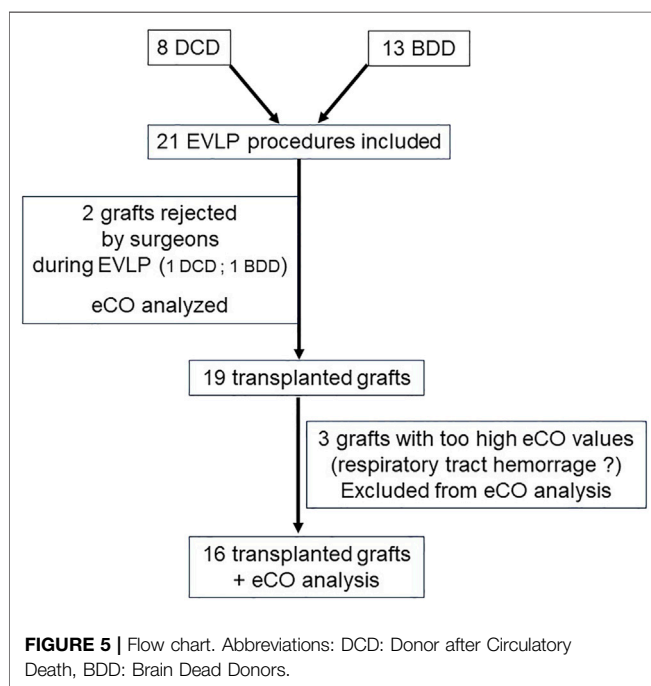 8 DCD
13 BDD
21 EVLP procedures included
2 grafts rejected
by surgeons
during EVLP (1 DCD ; 1 BDD)
eCO analyzed
19 transplanted grafts
3 grafts with too high eCO values
(respiratory tract hemorrage ?)
Excluded from eCO analysis
16 transplanted grafts
+ eCO analysis
FIGURE 5 | Flow chart. Abbreviations: DCD: Donor after Circulatory
Death, BDD: Brain Dead Donors.